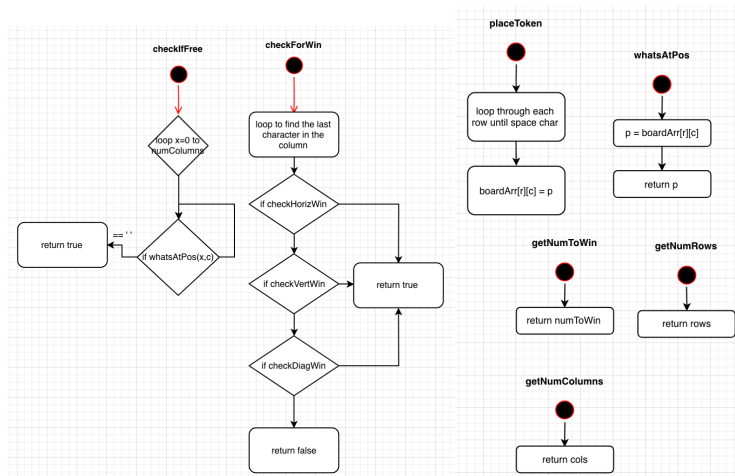 checkIfFree
loop x=0 to
numColumns
if whatsAtPos(x,c)
== ' '
return true
checkForWin
loop to find the last
character in the
column
if checkHorizWin
if checkVertWin
return true
if checkDiagWin
return false
placeToken
loop through each
row until space char
boardArr[r][c] = p
whatsAtPos
p = boardArr[r][c]
return p
getNumToWin
return numToWin
getNumRows
return rows
getNumColumns
return cols